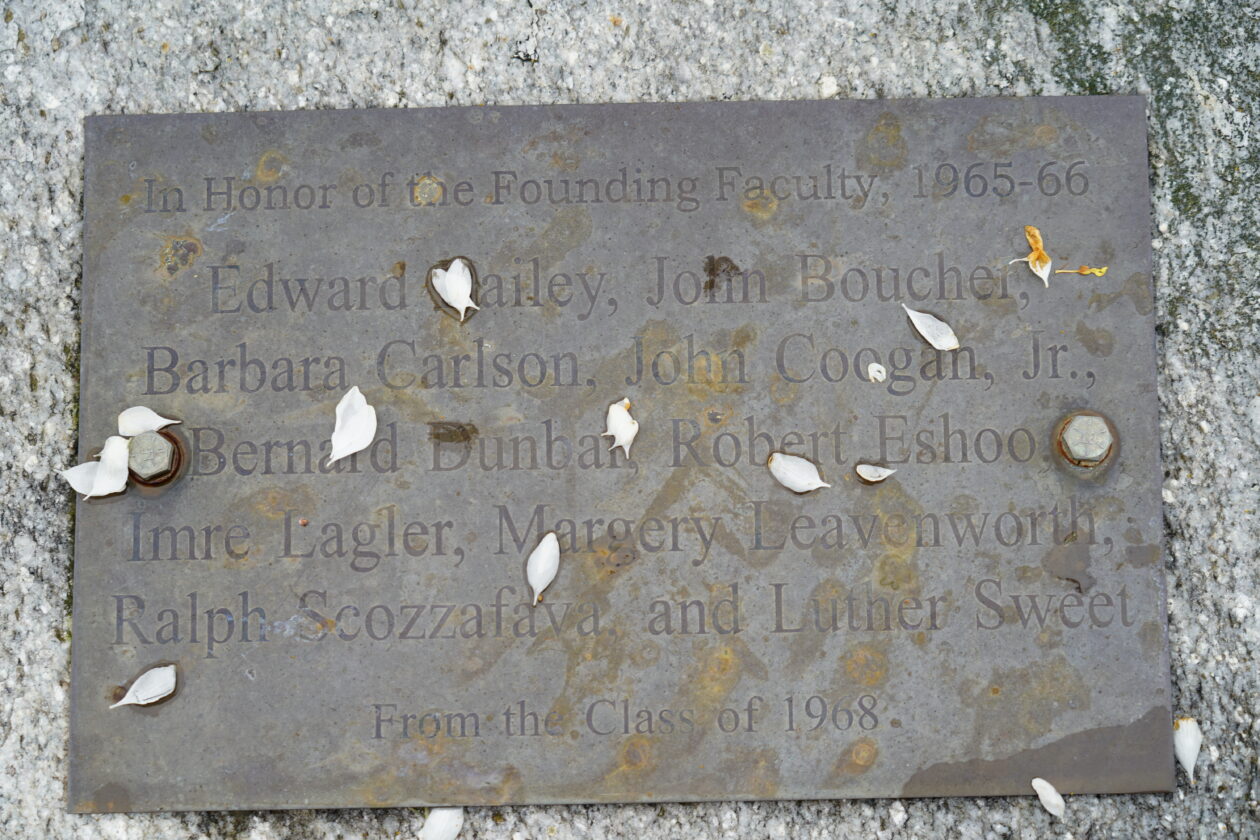 In Honor of the Founding Faculty, 1965-66
Edward John Boucher,
Barbara Carlson, John Coogan, Jr.,
Bernard Dunbar, Robert Eshoo,
Imre Lagler, Margery Leavenworth,
Ralph Scozzafava, and Luther Sweet
From the Class of 1968